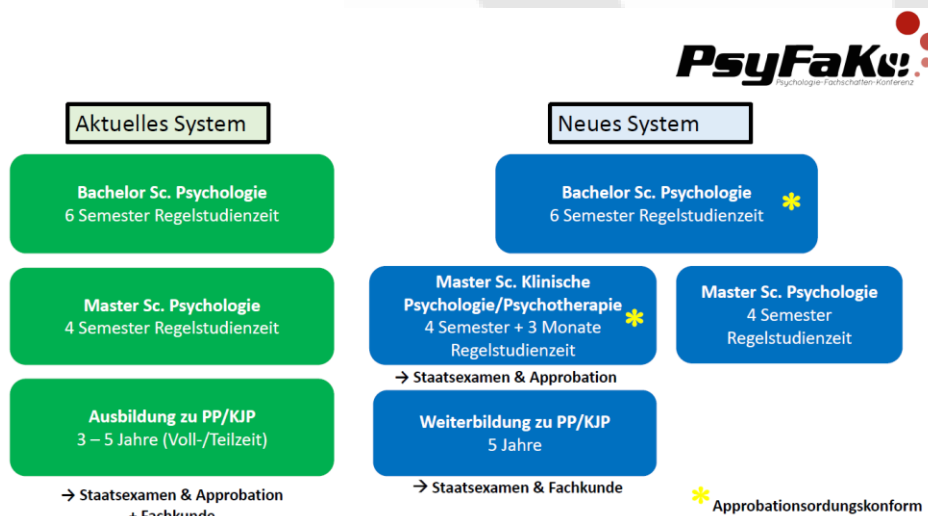 PsyFaKo.
Psychologie-Fachschaften-Konferenz
Aktuelles System
Neues System
Bachelor Sc. Psychologie
6 Semester Regelstudienzeit
Bachelor Sc. Psychologie
6 Semester Regelstudienzeit
*
Master Sc. Psychologie
4 Semester Regelstudienzeit
Master Sc. Klinische
Psychologie/Psychotherapie
4 Semester + 3 Monate
Regelstudienzeit
*
Master Sc. Psychologie
4 Semester
Regelstudienzeit
→ Staatsexamen & Approbation
Ausbildung zu PP/KJP
3 – 5 Jahre (Voll-/Teilzeit)
Weiterbildung zu PP/KJP
5 Jahre
→ Staatsexamen & Approbation
+ Fachkunde
→ Staatsexamen & Fachkunde
* Approbationsordungskonform